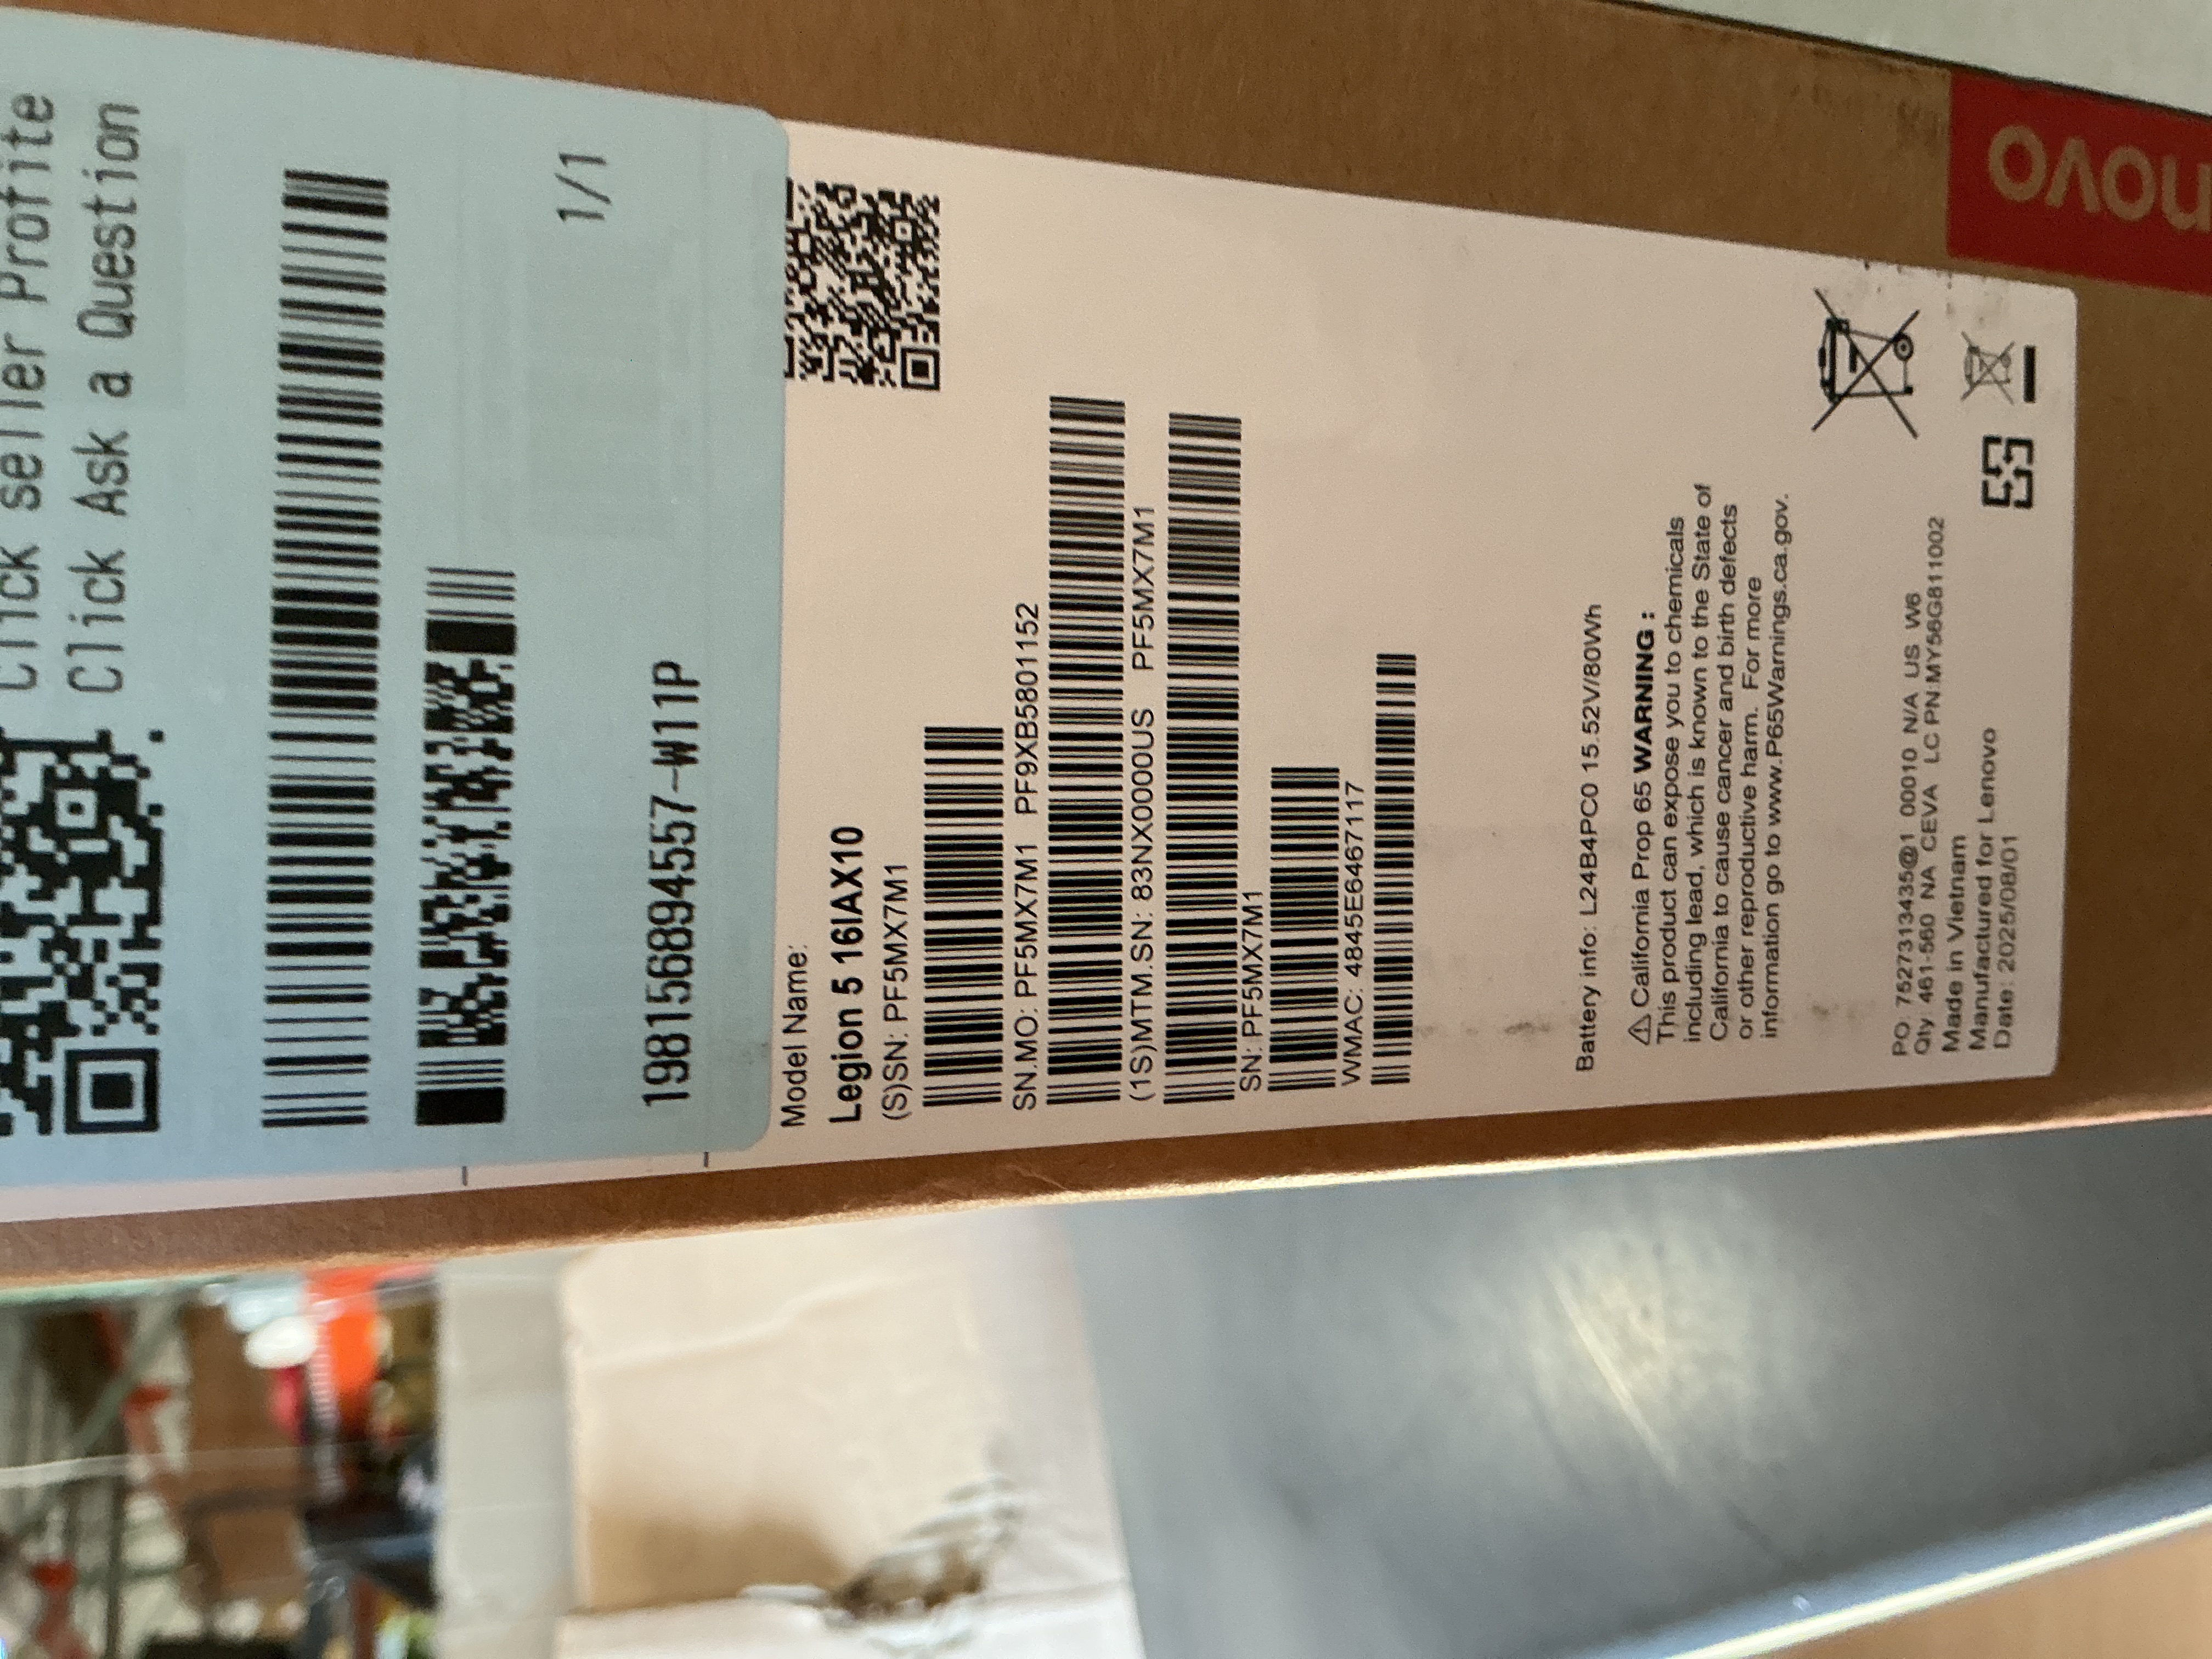 Click seller Profile
Click Ask a Question
1/1
198156894557-W11P
Model Name:
Legion 5 16IAX10
(S)SN: PF5MX7M1
SN.MO: PF5MX7M1 PF9XB5801152
(1S)MTM.SN: 83NX0000US PF5MX7M1
SN: PF5MX7M1
WMAC: 4845E6467117
Battery info: L24B4PC0 15.52V/80Wh
⚠ California Prop 65 WARNING :
This product can expose you to chemicals
including lead, which is known to the State of
California to cause cancer and birth defects
or other reproductive harm. For more
information go to www.P65Warnings.ca.gov.
PO: 7527313435@1 00010 N/A US W6
Qty. 461-560 NA CEVA LC PN:MY56G811002
Made in Vietnam
Manufactured for Lenovo
Date: 2025/08/01
novo